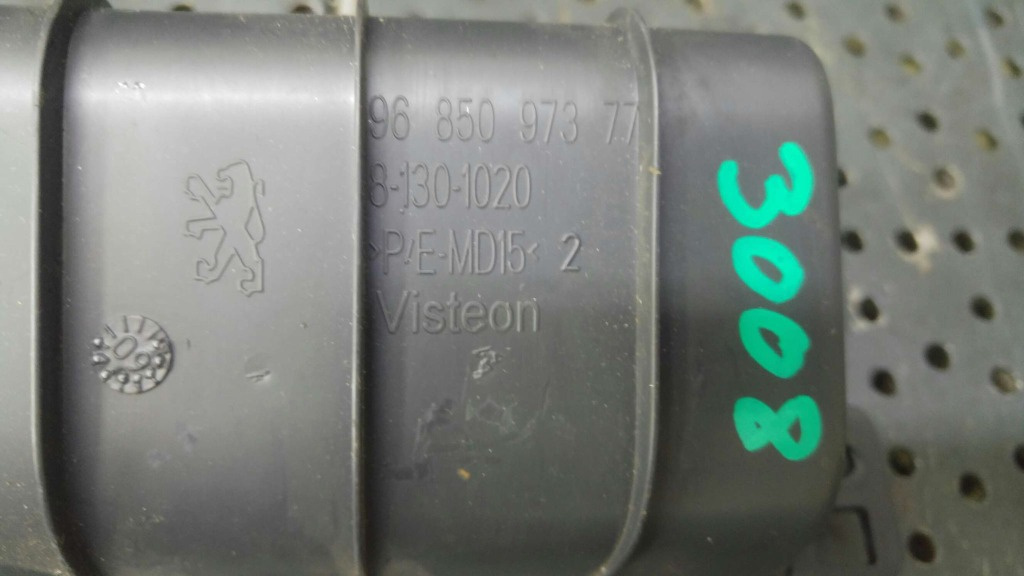 96 850 973 77
8-130-1020
>P/E-MD15< 2
Visteon
3008